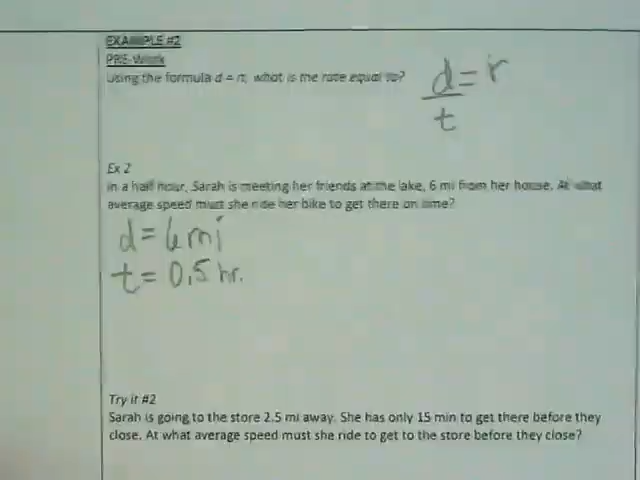 EXAMPLE #2
PRE-Work
Using the formula d = rt, what is the rate equal to?
d = r
t
Ex 2
In a half hour, Sarah is meeting her friends at the lake, 6 mi from her house. At what
average speed must she ride her bike to get there on time?
d = 6 mi
t = 0.5 hr.
Try it #2
Sarah is going to the store 2.5 mi away. She has only 15 min to get there before they
close. At what average speed must she ride to get to the store before they close?